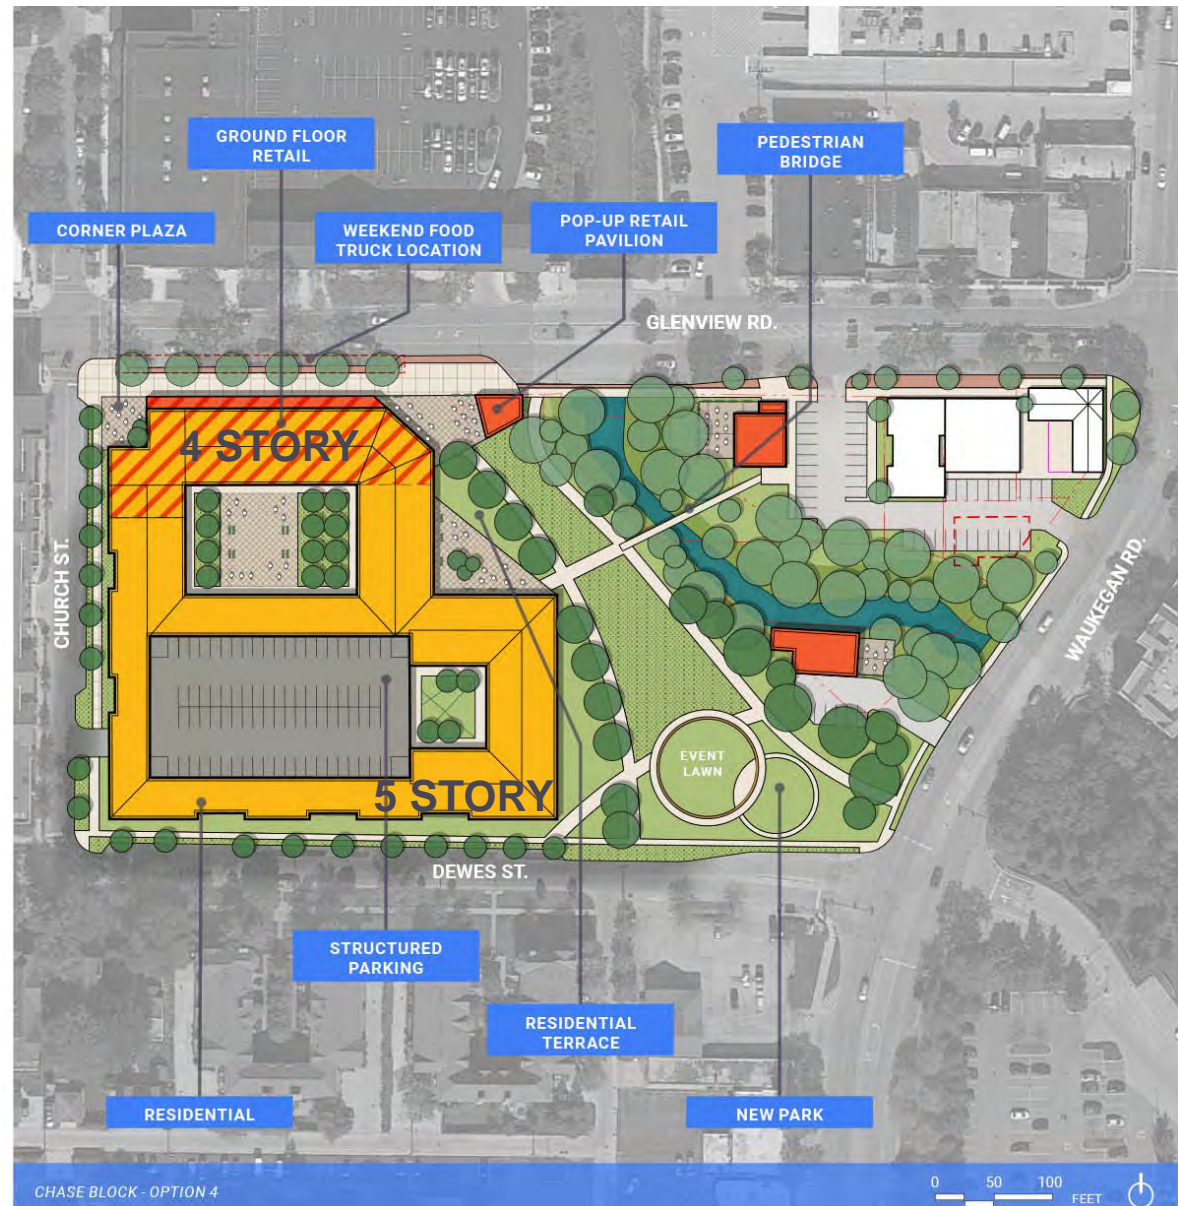 GROUND FLOOR
RETAIL
PEDESTRIAN
BRIDGE
CORNER PLAZA
WEEKEND FOOD
TRUCK LOCATION
POP-UP RETAIL
PAVILION
GLENVIEW RD.
4 STORY
CHURCH ST.
WAUKEGAN RD.
EVENT
LAWN
5 STORY
DEWES ST.
STRUCTURED
PARKING
RESIDENTIAL
TERRACE
RESIDENTIAL
NEW PARK
CHASE BLOCK - OPTION 4
0 50 100
FEET